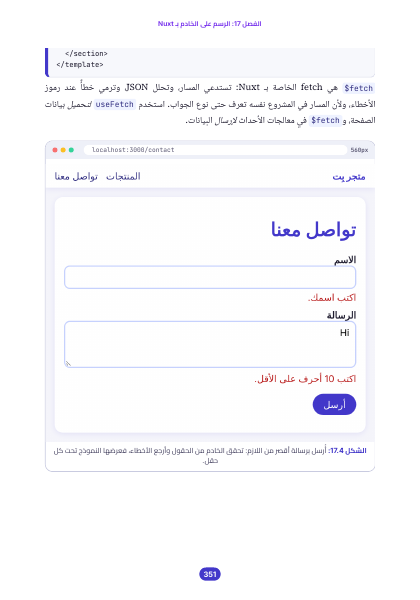 الفصل 17: الرسم على الخادم بـ Nuxt
</section>
</template>
$fetch هي fetch الخاصة بـ Nuxt: تستدعي المسار، وتحلل JSON، وترمي خطأً عند رموز
الأخطاء، ولأن المسار في المشروع نفسه تعرف حتى نوع الجواب. استخدم useFetch لتحميل بيانات
الصفحة، و $fetch في معالجات الأحداث لإرسال البيانات.
localhost:3000/contact 560px
متجر بِت المنتجات تواصل معنا
تواصل معنا
الاسم
اكتب اسمك.
الرسالة
Hi
اكتب 10 أحرف على الأقل.
أرسل
الشكل 17.4: أُرسل برسالة أقصر من اللازم: تحقق الخادم من الحقول وأرجع الأخطاء، فعرضها النموذج تحت كل
حقل.
351